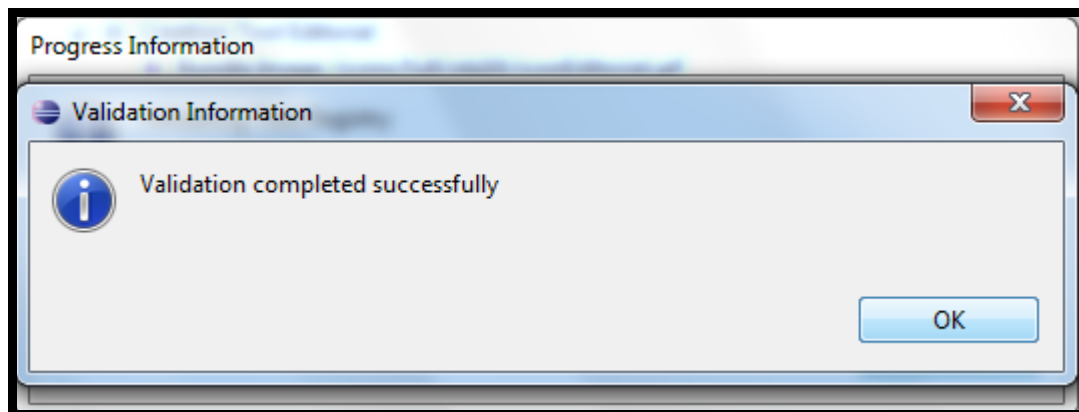 Progress Information
Validation Information
Validation completed successfully
OK